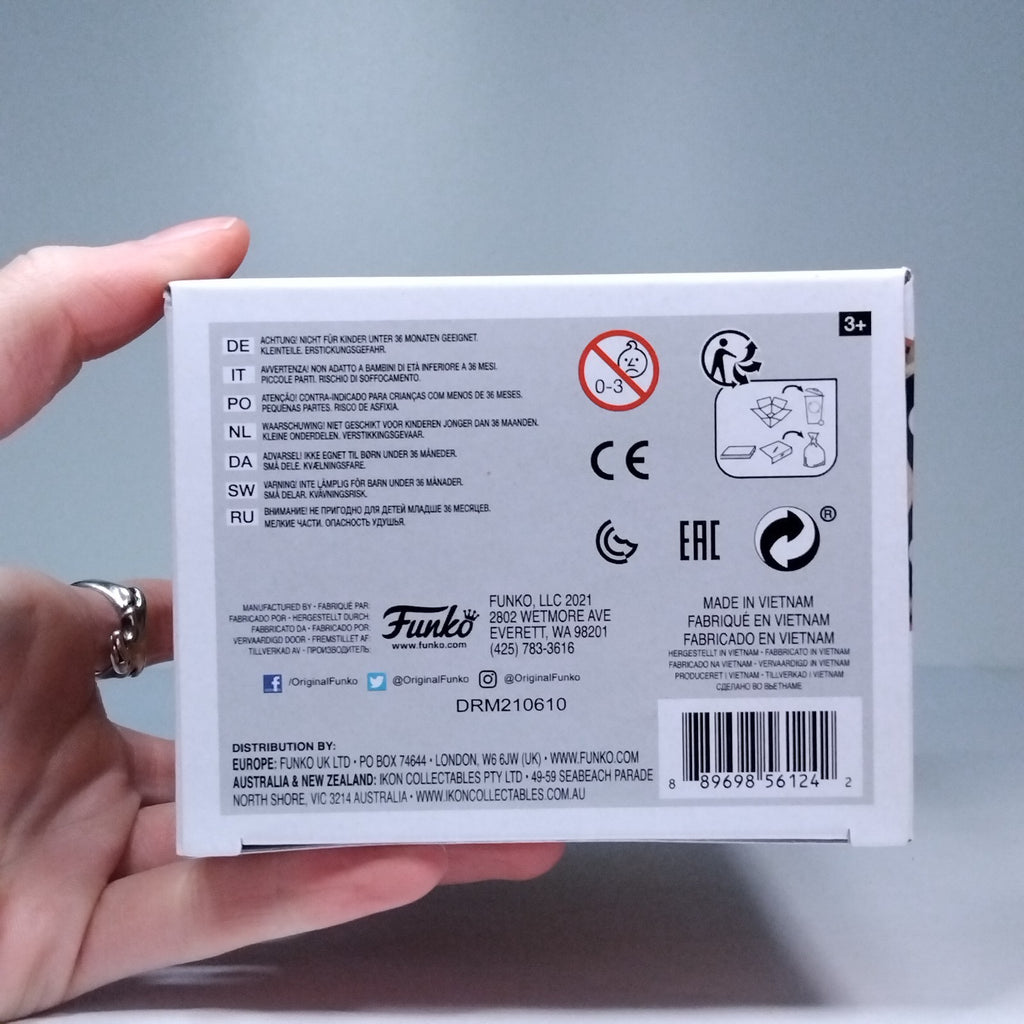 3+
DE ACHTUNG! NICHT FÜR KINDER UNTER 36 MONATEN GEEIGNET.
KLEINTEILE. ERSTICKUNGSGEFAHR.
IT AVVERTENZA! NON ADATTO A BAMBINI DI ETÀ INFERIORE A 36 MESI.
PICCOLE PARTI. RISCHIO DI SOFFOCAMENTO.
PO ATENÇÃO! CONTRA-INDICADO PARA CRIANÇAS COM MENOS DE 36 MESES.
PEQUENAS PARTES. RISCO DE ASFIXIA.
NL WAARSCHUWING! NIET GESCHIKT VOOR KINDEREN JONGER DAN 36 MAANDEN.
KLEINE ONDERDELEN. VERSTIKKINGSGEVAAR.
DA ADVARSEL! IKKE EGNET TIL BØRN UNDER 36 MÅNEDER.
SMÅ DELE. KVÆLNINGSFARE.
SW VARNING! INTE LÄMPLIG FÖR BARN UNDER 36 MÅNADER.
SMÅ DELAR. KVÄVNINGSRISK.
RU ВНИМАНИЕ! НЕ ПРИГОДНО ДЛЯ ДЕТЕЙ МЛАДШЕ 36 МЕСЯЦЕВ.
МЕЛКИЕ ЧАСТИ. ОПАСНОСТЬ УДУШЬЯ.
0-3
CE
EAC
®
MANUFACTURED BY • FABRIQUÉ PAR:
FABRICADO POR • HERGESTELLT DURCH:
FABBRICATO DA • FABRICADO POR:
VERVAARDIGD DOOR • FREMSTILLET AF:
TILLVERKAD AV • ПРОИЗВОДИТЕЛЬ:
Funko
www.funko.com
FUNKO, LLC 2021
2802 WETMORE AVE
EVERETT, WA 98201
(425) 783-3616
/OriginalFunko @OriginalFunko @OriginalFunko
DRM210610
MADE IN VIETNAM
FABRIQUÉ EN VIETNAM
FABRICADO EN VIETNAM
HERGESTELLT IN VIETNAM • FABBRICATO IN VIETNAM
FABRICADO NA VIETNAM • VERVAARDIGD IN VIETNAM
PRODUCERET I VIETNAM • TILLVERKAD I VIETNAM
СДЕЛАНО ВО ВЬЕТНАМЕ
DISTRIBUTION BY:
EUROPE: FUNKO UK LTD • PO BOX 74644 • LONDON, W6 6JW (UK) • WWW.FUNKO.COM
AUSTRALIA & NEW ZEALAND: IKON COLLECTABLES PTY LTD • 49-59 SEABEACH PARADE
NORTH SHORE, VIC 3214 AUSTRALIA • WWW.IKONCOLLECTABLES.COM.AU
8 89698 56124 2